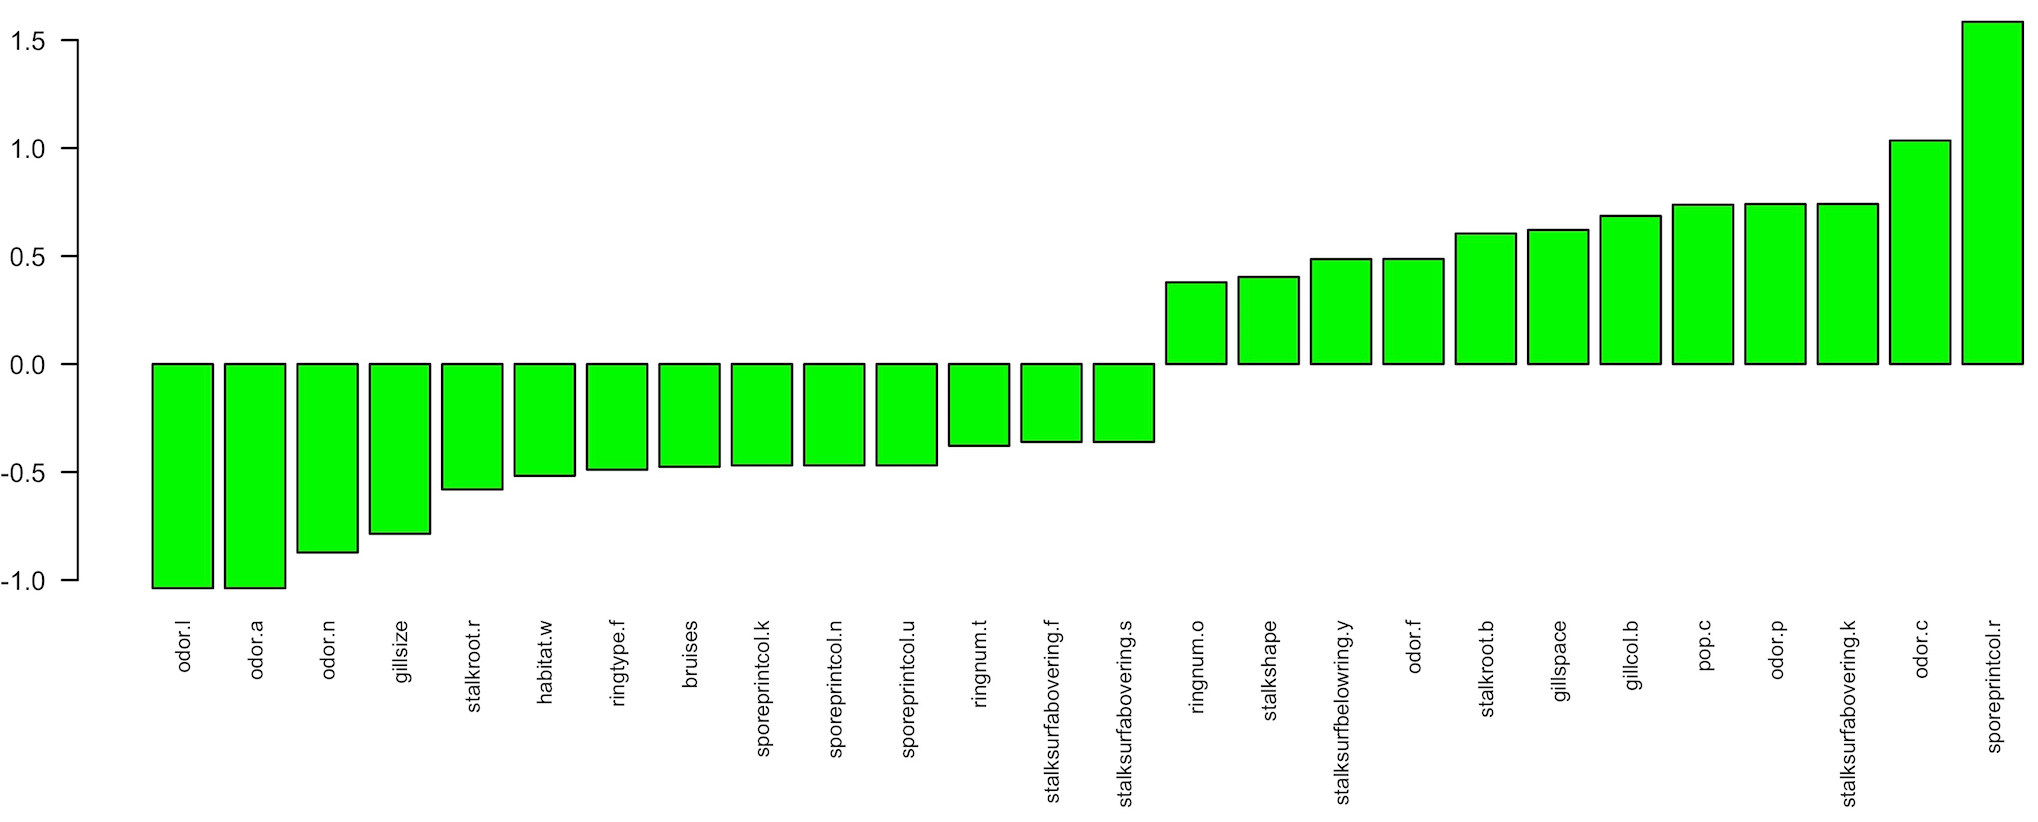 1.5
1.0
0.5
0.0
-0.5
-1.0
odor.l
odor.a
odor.n
gillsize
stalkroot.r
habitat.w
ringtype.f
bruises
sporeprintcol.k
sporeprintcol.n
sporeprintcol.u
ringnum.t
stalksurfabovering.f
stalksurfabovering.s
ringnum.o
stalkshape
stalksurfbelowring.y
odor.f
stalkroot.b
gillspace
gillcol.b
pop.c
odor.p
stalksurfabovering.k
odor.c
sporeprintcol.r